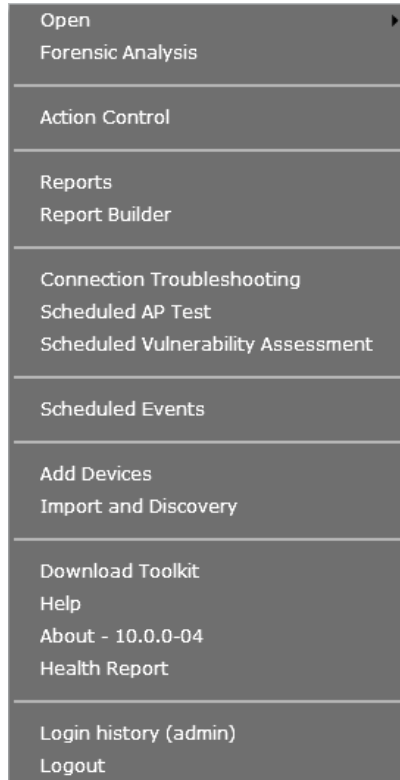 Open
Forensic Analysis
Action Control
Reports
Report Builder
Connection Troubleshooting
Scheduled AP Test
Scheduled Vulnerability Assessment
Scheduled Events
Add Devices
Import and Discovery
Download Toolkit
Help
About - 10.0.0-04
Health Report
Login history (admin)
Logout